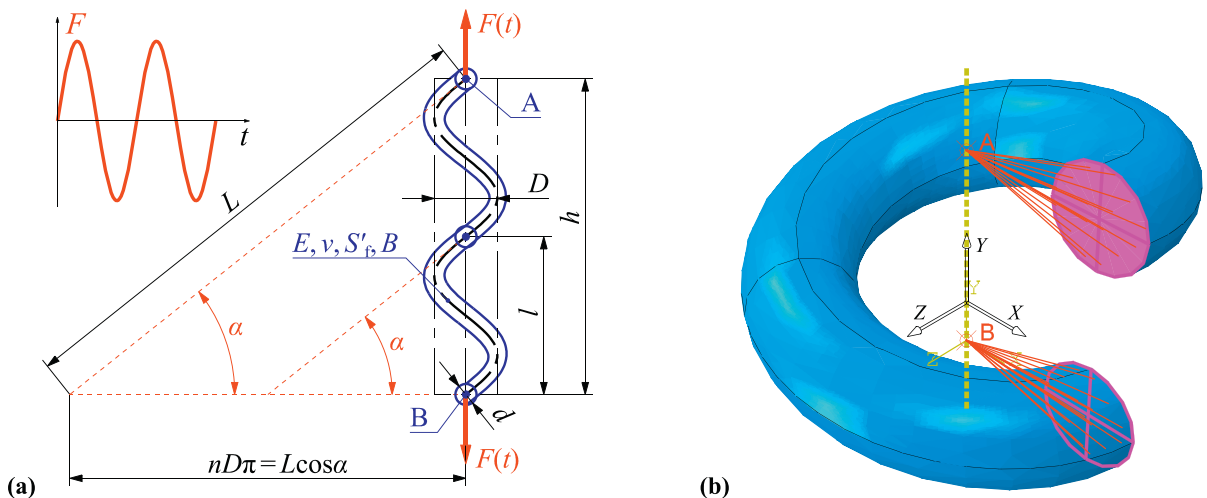 F
t
F(t)
A
L
D
h
E, ν, S′f, B
l
α
α
B
d
F(t)
nDπ = Lcosα
(a)
A
Y
Y
Z
X
B
Z
(b)